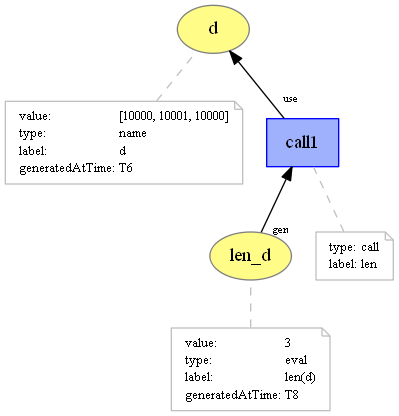 d
use
value: [10000, 10001, 10000]
type: name
label: d
generatedAtTime: T6
call1
gen
len_d
type: call
label: len
value: 3
type: eval
label: len(d)
generatedAtTime: T8